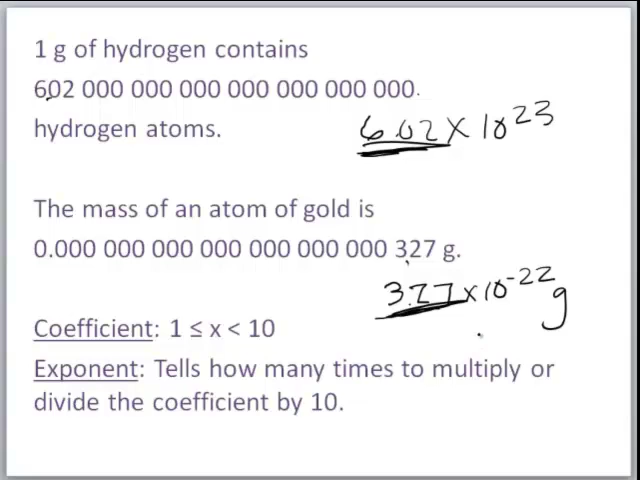 1 g of hydrogen contains
602 000 000 000 000 000 000 000.
hydrogen atoms.
6.02 X 10^23
The mass of an atom of gold is
0.000 000 000 000 000 000 000 327 g.
3.27 x 10^-22 g
Coefficient: 1 ≤ x < 10
Exponent: Tells how many times to multiply or
divide the coefficient by 10.